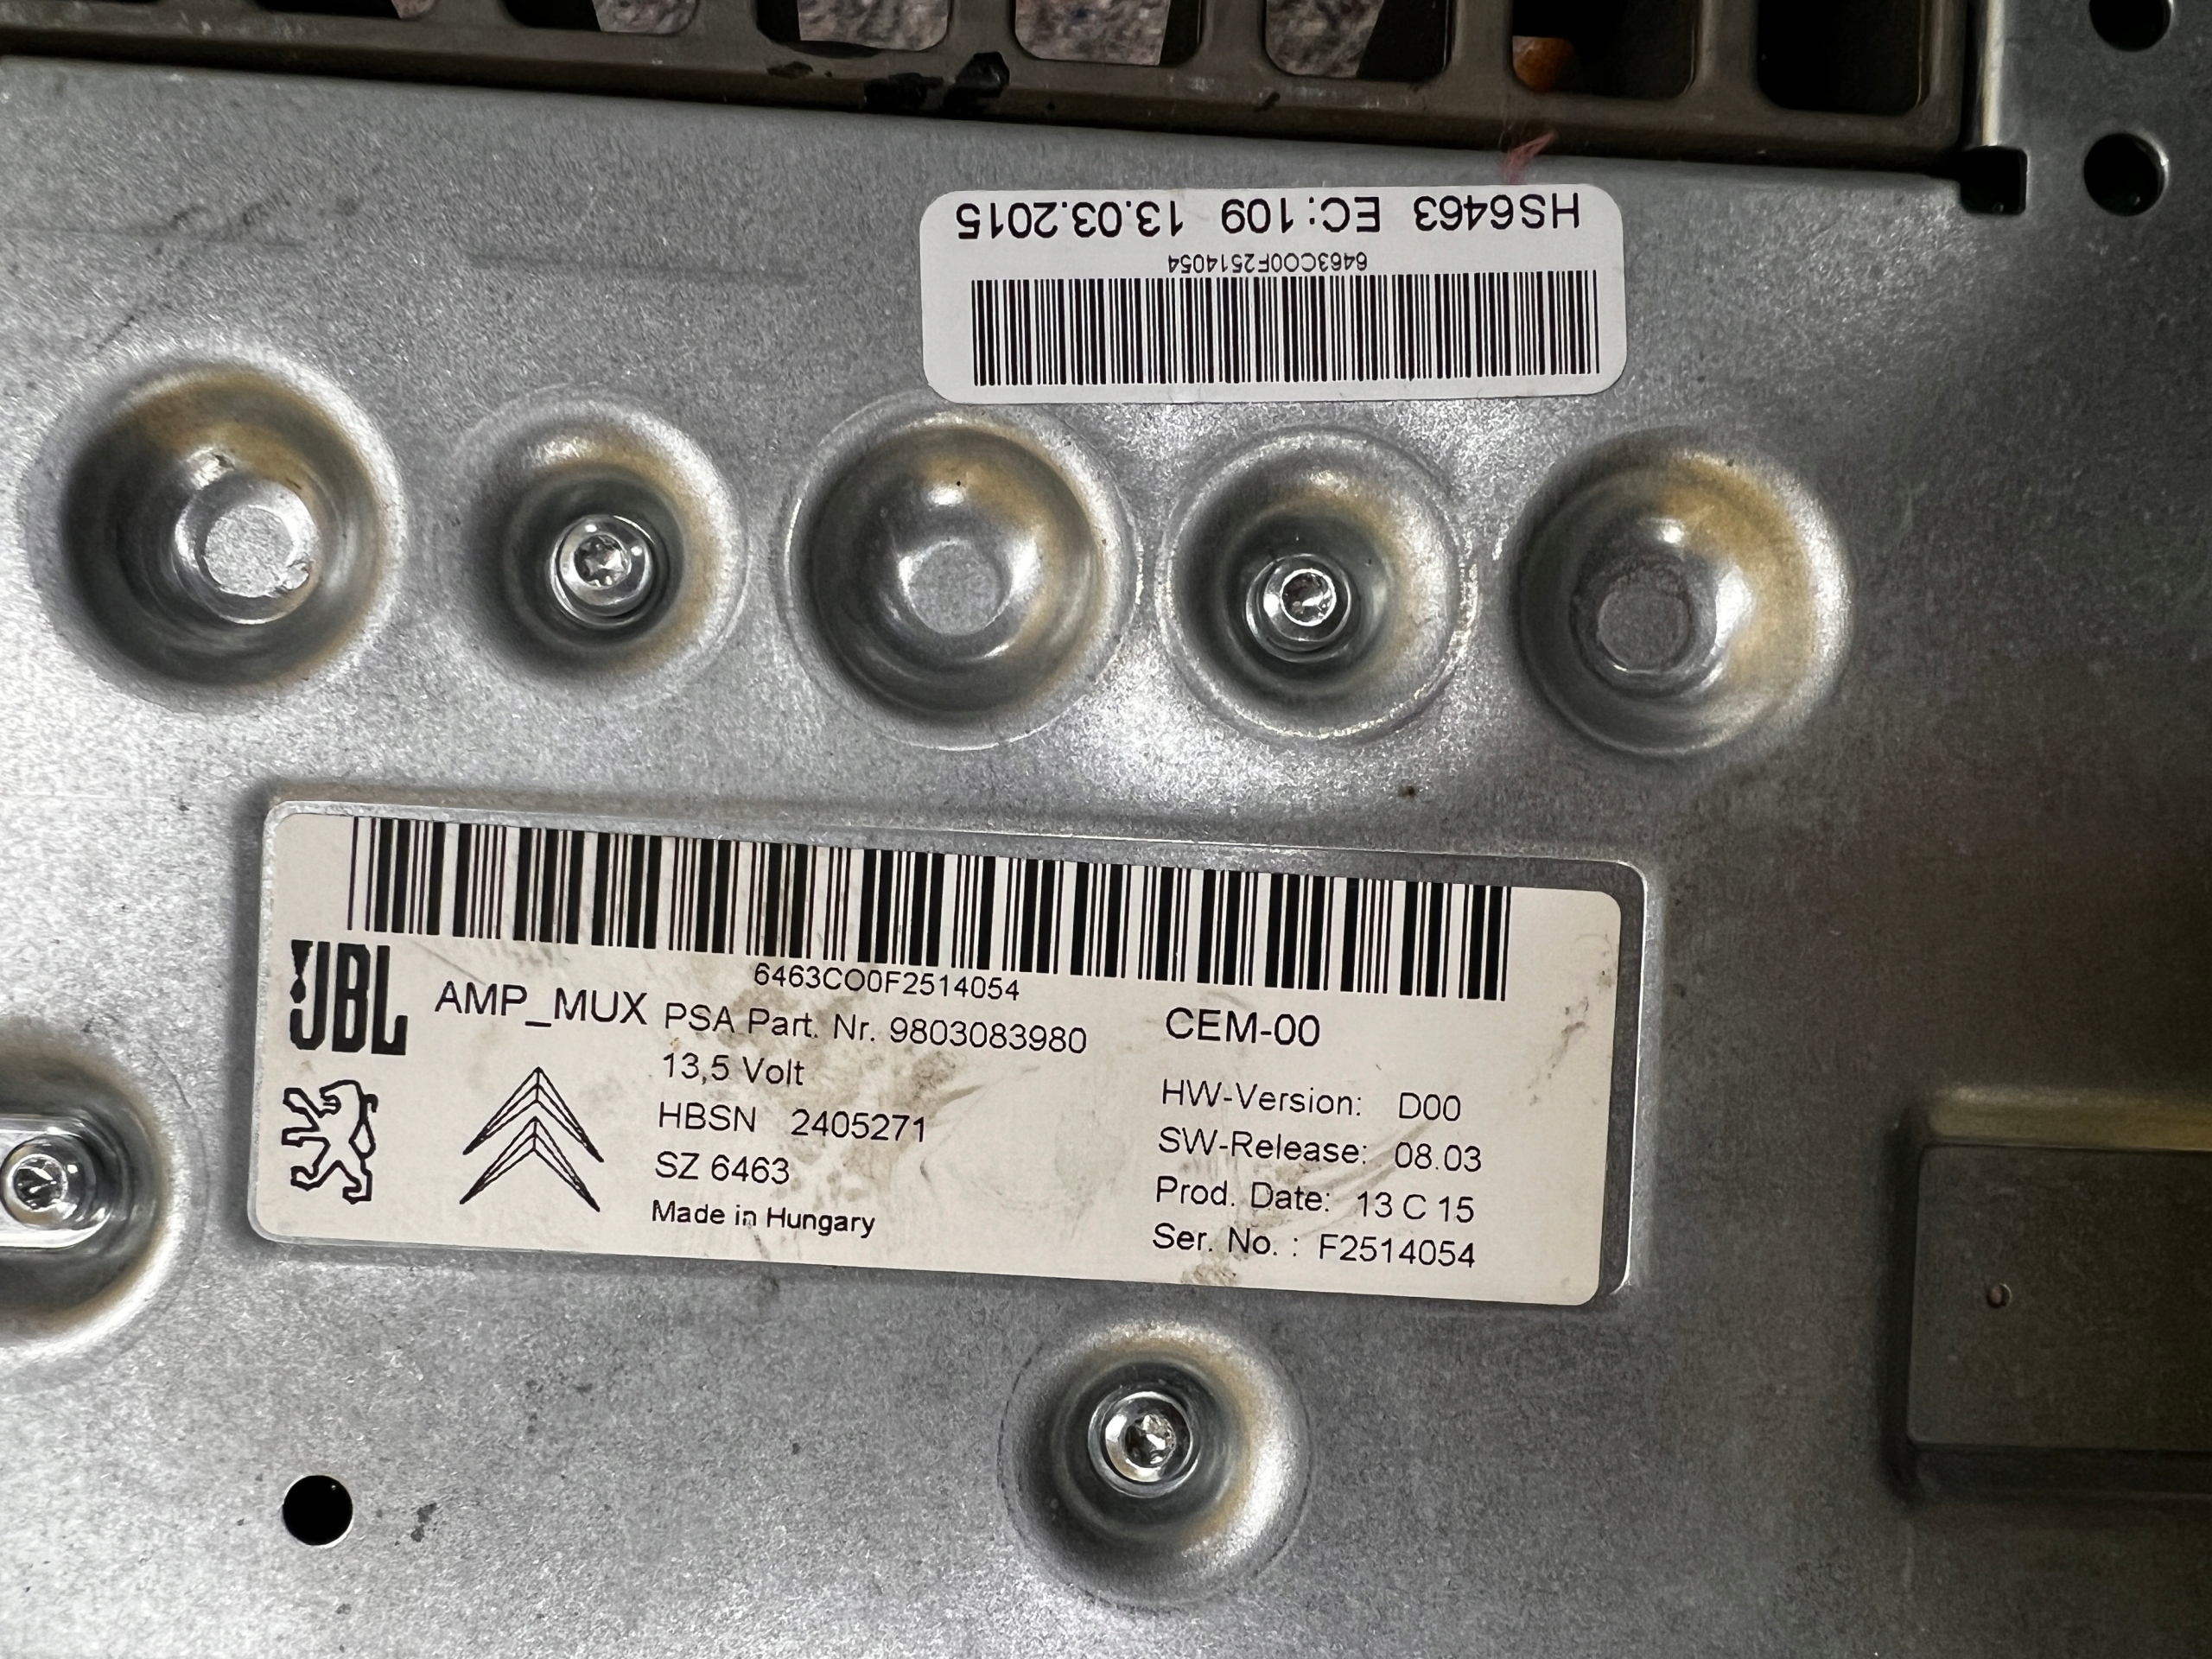 HS6463 EC:109 13.03.2015
6463CO0F2514054
6463CO0F2514054
JBL
AMP_MUX
PSA Part. Nr. 9803083980
13,5 Volt
HBSN 2405271
SZ 6463
Made in Hungary
CEM-00
HW-Version: D00
SW-Release: 08.03
Prod. Date: 13 C 15
Ser. No. : F2514054